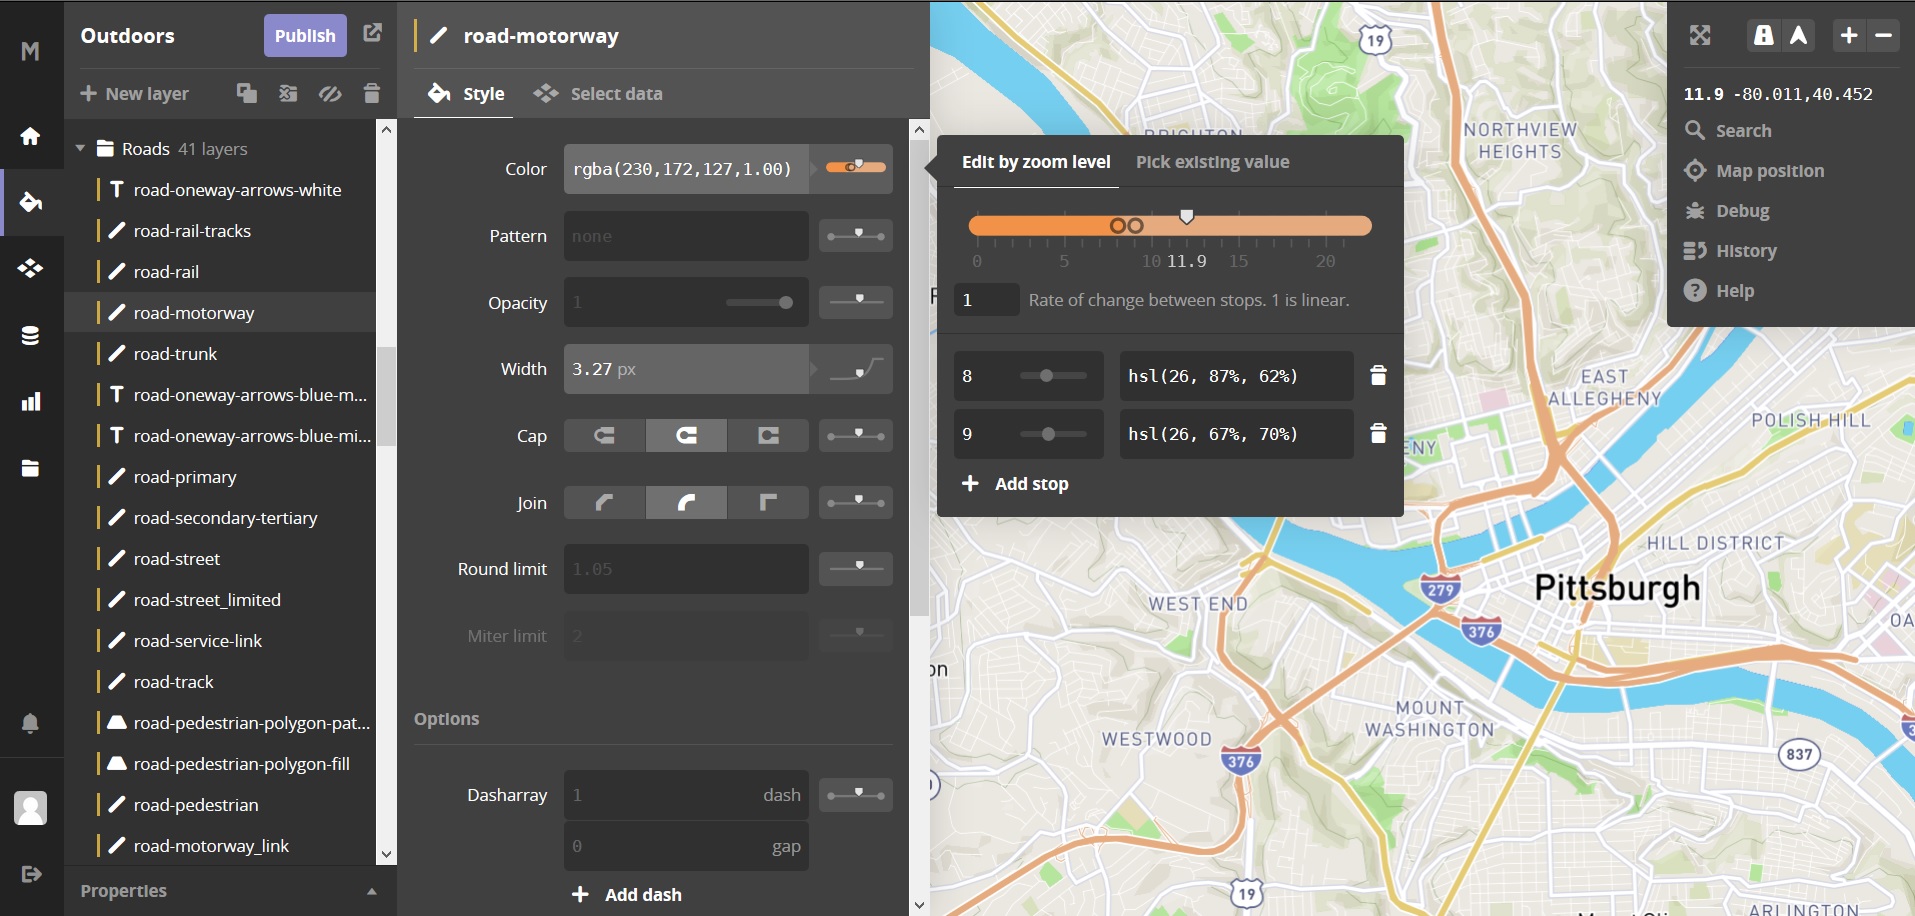 M
Outdoors
Publish
New layer
Roads 41 layers
road-oneway-arrows-white
road-rail-tracks
road-rail
road-motorway
road-trunk
road-oneway-arrows-blue-m...
road-oneway-arrows-blue-mi...
road-primary
road-secondary-tertiary
road-street
road-street_limited
road-service-link
road-track
road-pedestrian-polygon-pat...
road-pedestrian-polygon-fill
road-pedestrian
road-motorway_link
Properties
road-motorway
Style Select data
Color rgba(230,172,127,1.00)
Pattern none
Opacity 1
Width 3.27 px
Cap
Join
Round limit 1.05
Miter limit 2
Options
Dasharray 1 dash
0 gap
Add dash
Edit by zoom level Pick existing value
0 5 10 11.9 15 20
1 Rate of change between stops. 1 is linear.
8 hsl(26, 87%, 62%)
9 hsl(26, 67%, 70%)
Add stop
11.9 -80.011,40.452
Search
Map position
Debug
History
Help
19
BRIGHTON
NORTHVIEW
HEIGHTS
EAST
ALLEGHENY
POLISH HILL
ENY
HILL DISTRICT
279
Pittsburgh
WEST END
376
OA
on
MOUNT
WASHINGTON
WESTWOOD
376
837
3
19
ARLINGTON